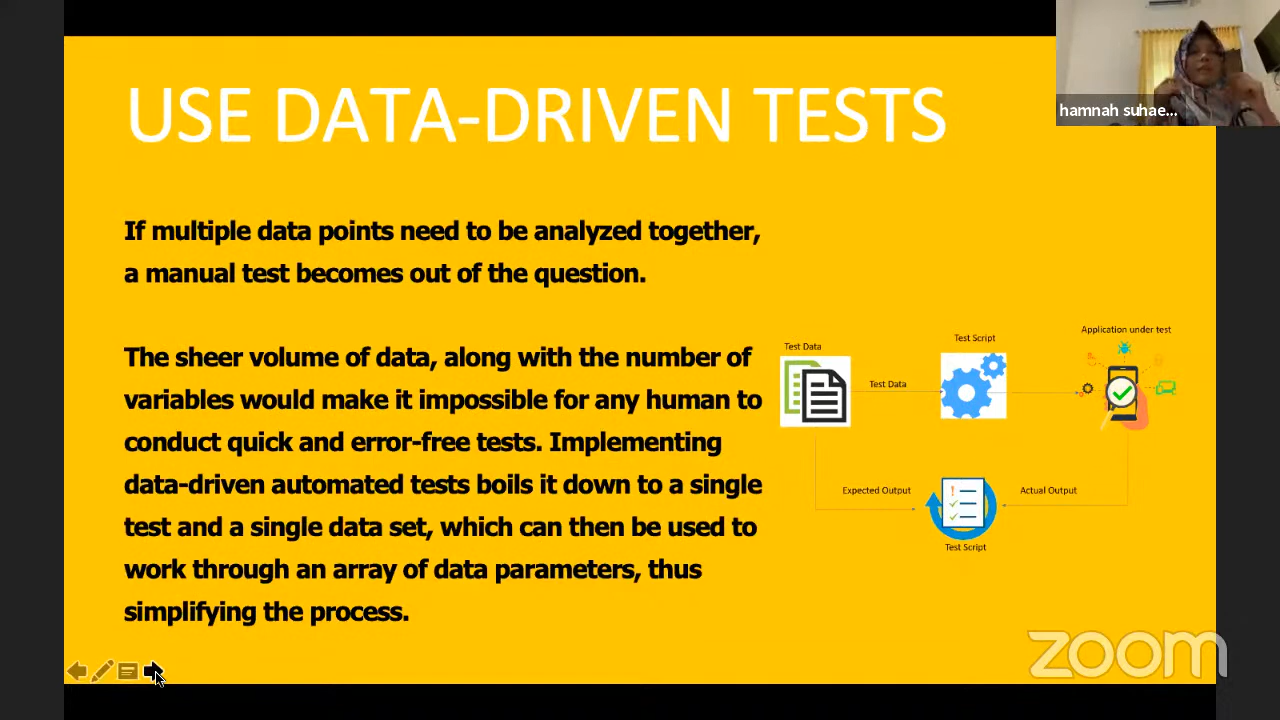 USE DATA-DRIVEN TESTS
hamnah suhae...
If multiple data points need to be analyzed together,
a manual test becomes out of the question.
The sheer volume of data, along with the number of
variables would make it impossible for any human to
conduct quick and error-free tests. Implementing
data-driven automated tests boils it down to a single
test and a single data set, which can then be used to
work through an array of data parameters, thus
simplifying the process.
Test Data
Test Script
Application under test
Test Data
Expected Output
Actual Output
Test Script
zoom